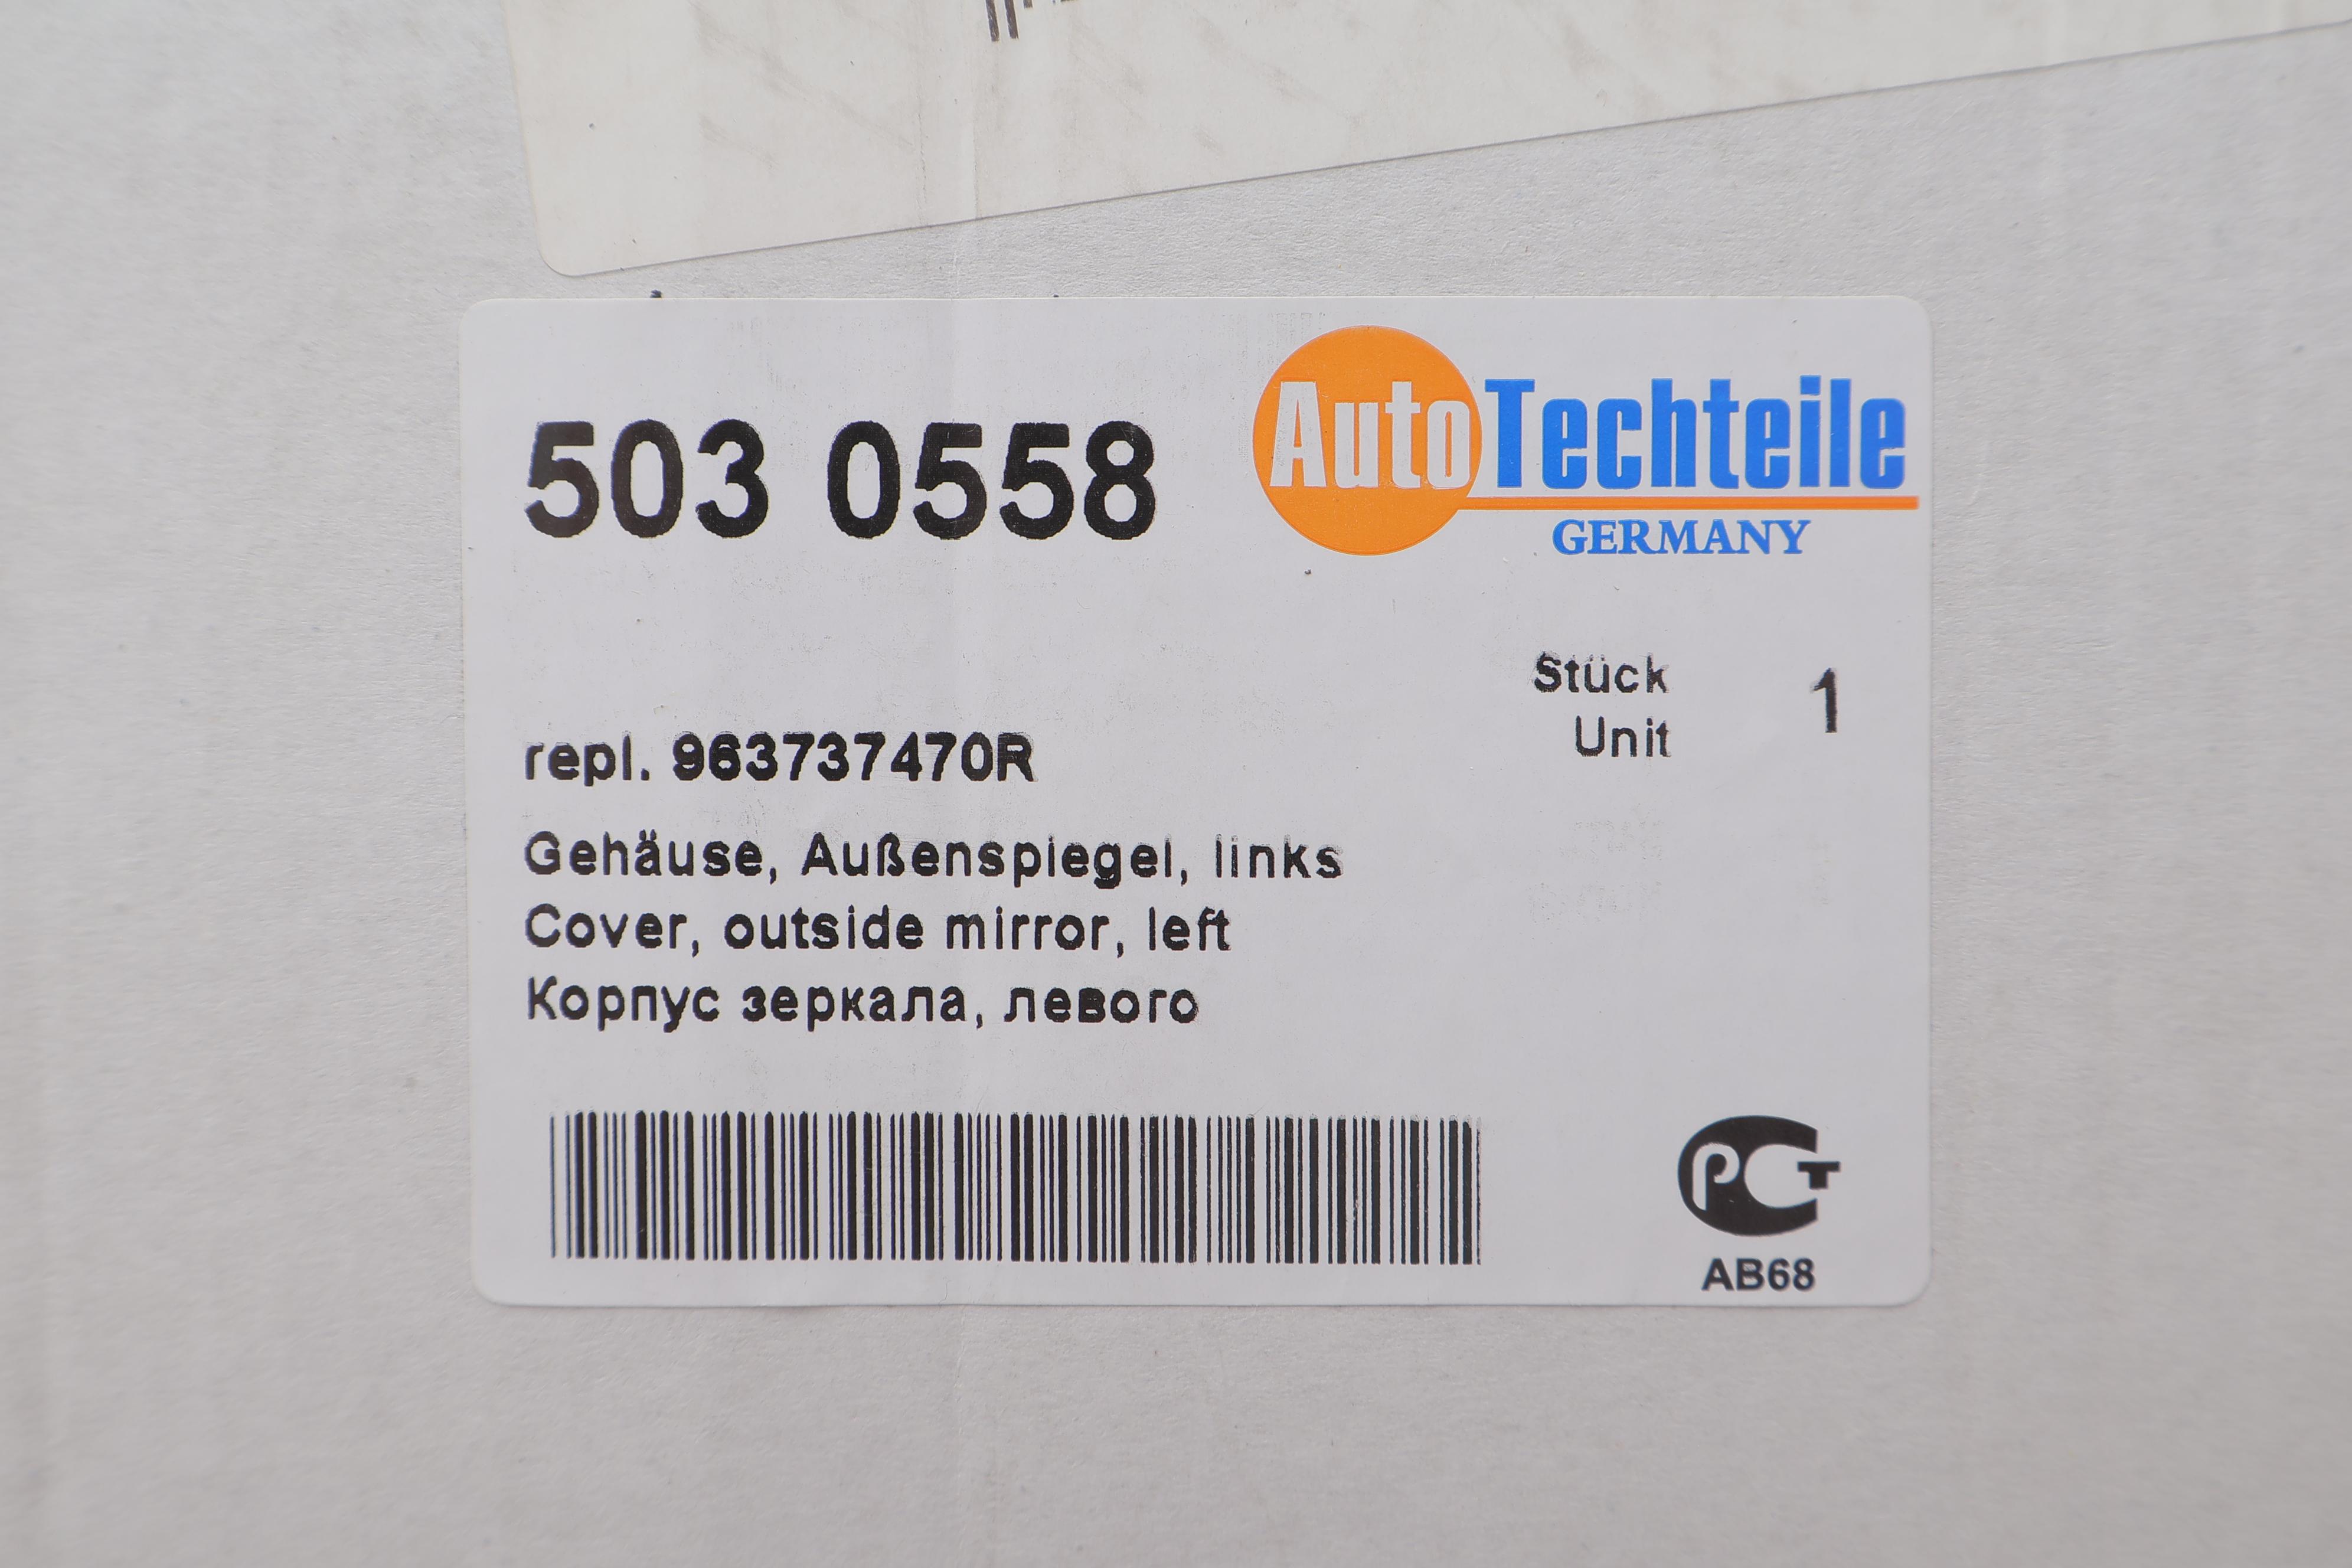 503 0558
AutoTechteile
GERMANY
Stück
Unit
1
repl. 963737470R
Gehäuse, Außenspiegel, links
Cover, outside mirror, left
Корпус зеркала, левого
РСТ
АВ68